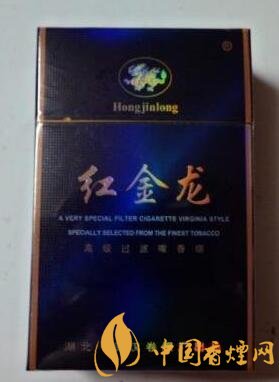 ®
Hongjinlong
红金龙
A VERY SPECIAL FILTER CIGARETTE VIRGINIA STYLE
SPECIALLY SELECTED FROM THE FINEST TOBACCO
高级过滤嘴香烟
湖北
中国香烟网